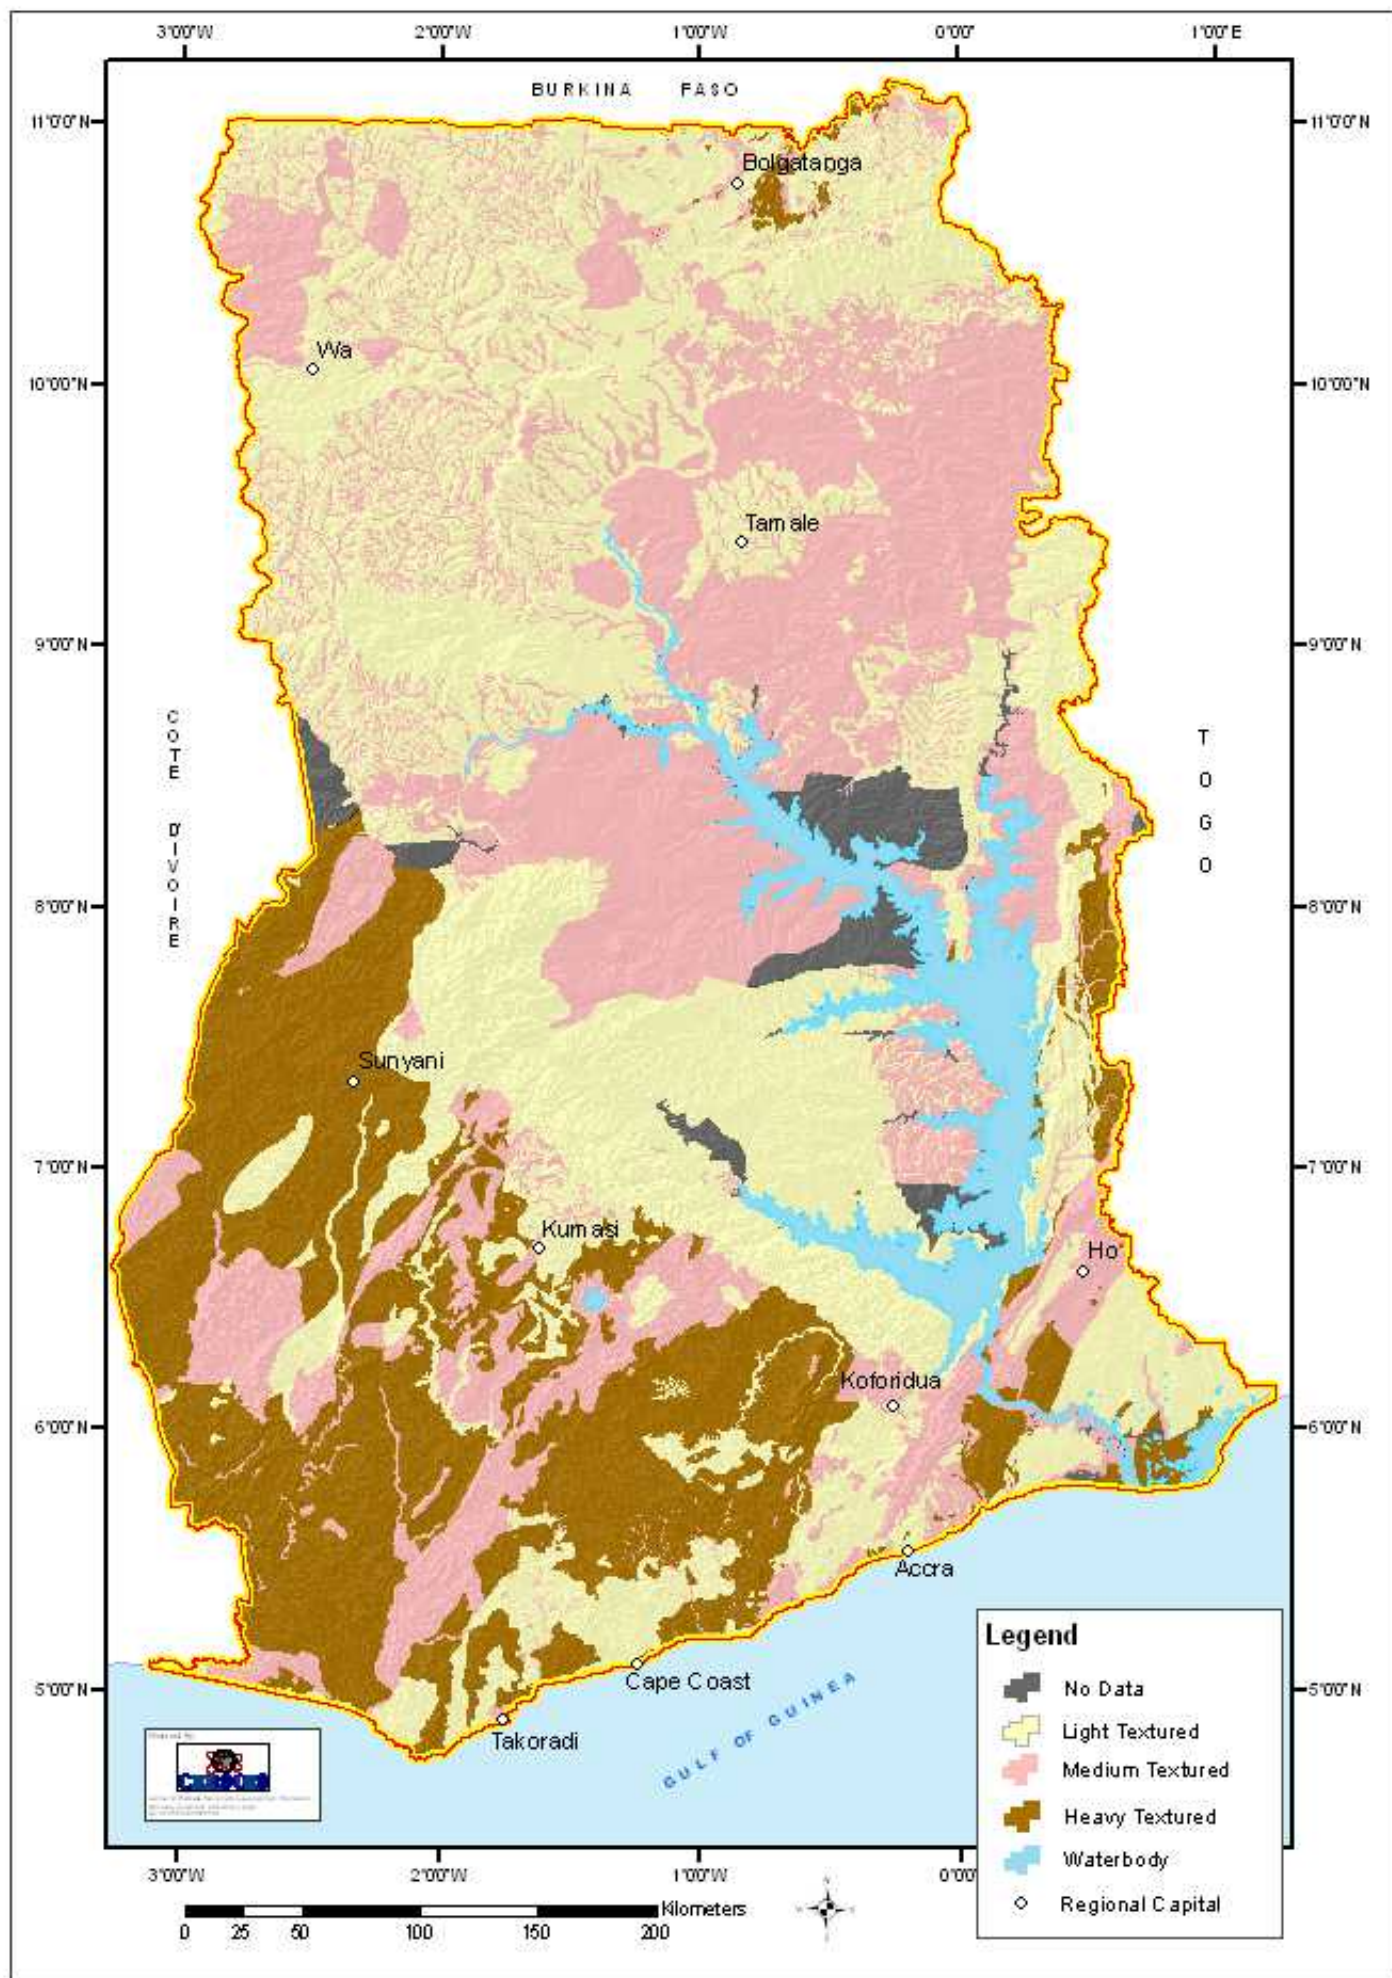 3°0'0"W 2°0'0"W 1°0'0"W 0°0'0" 1°0'0"E
BURKINA FASO
11°0'0"N 11°0'0"N
Bolgatanga
Wa
10°0'0"N 10°0'0"N
Tamale
9°0'0"N 9°0'0"N
COTE D'IVOIRE
TOGO
8°0'0"N 8°0'0"N
Sunyani
7°0'0"N 7°0'0"N
Kumasi
Ho
Koforidua
6°0'0"N 6°0'0"N
Accra
Cape Coast
5°0'0"N 5°0'0"N
Takoradi
GULF OF GUINEA
Legend
No Data
Light Textured
Medium Textured
Heavy Textured
Waterbody
Regional Capital
3°0'0"W 2°0'0"W 1°0'0"W 0°0'0"
Kilometers
0 25 50 100 150 200